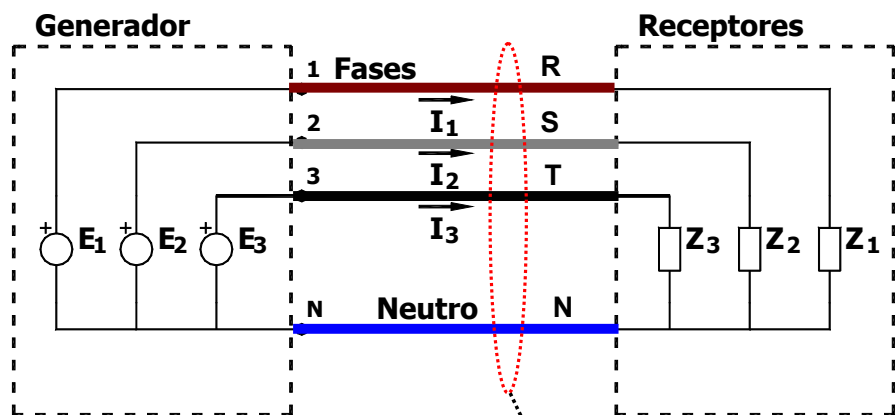 Generador
Receptores
1 Fases R
I1
2 S
I2
3 T
I3
E1 E2 E3
Z3 Z2 Z1
N Neutro N